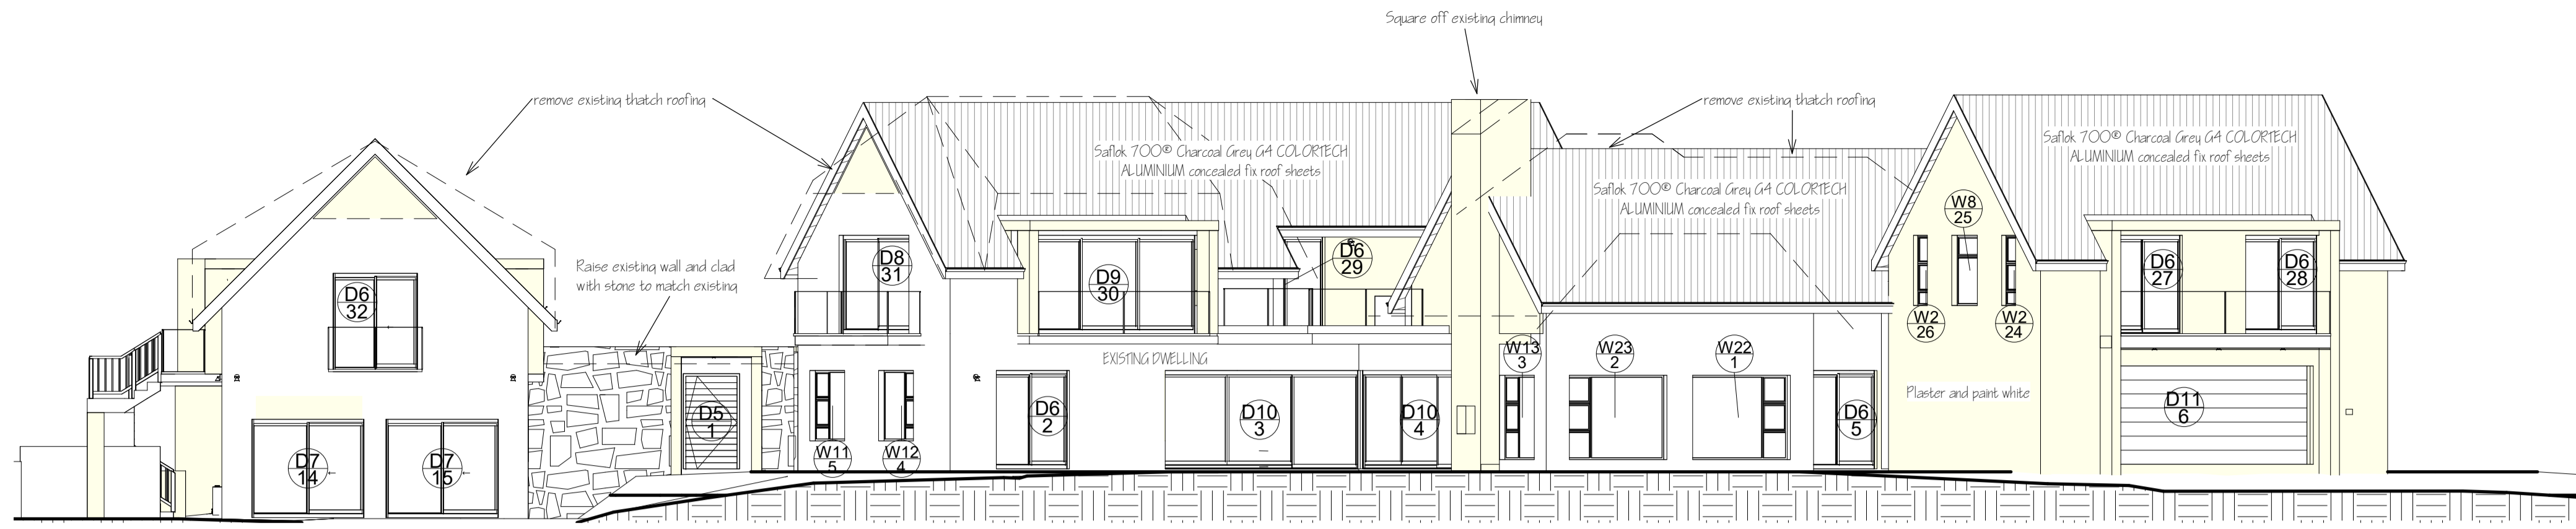 Square off existing chimney
remove existing thatch roofing
remove existing thatch roofing
Saflok 700® Charcoal Grey G4 COLORTECH
ALUMINIUM concealed fix roof sheets
Saflok 700® Charcoal Grey G4 COLORTECH
ALUMINIUM concealed fix roof sheets
Saflok 700® Charcoal Grey G4 COLORTECH
ALUMINIUM concealed fix roof sheets
W8
25
D6
32
Raise existing wall and clad
with stone to match existing
D8
31
D9
30
D6
29
D6
27
D6
28
W2
26
W2
24
EXISTING DWELLING
W13
3
W23
2
W22
1
Plaster and paint white
D5
1
D6
2
D10
3
D10
4
D6
5
D11
6
D7
14
D7
15
W11
5
W12
4